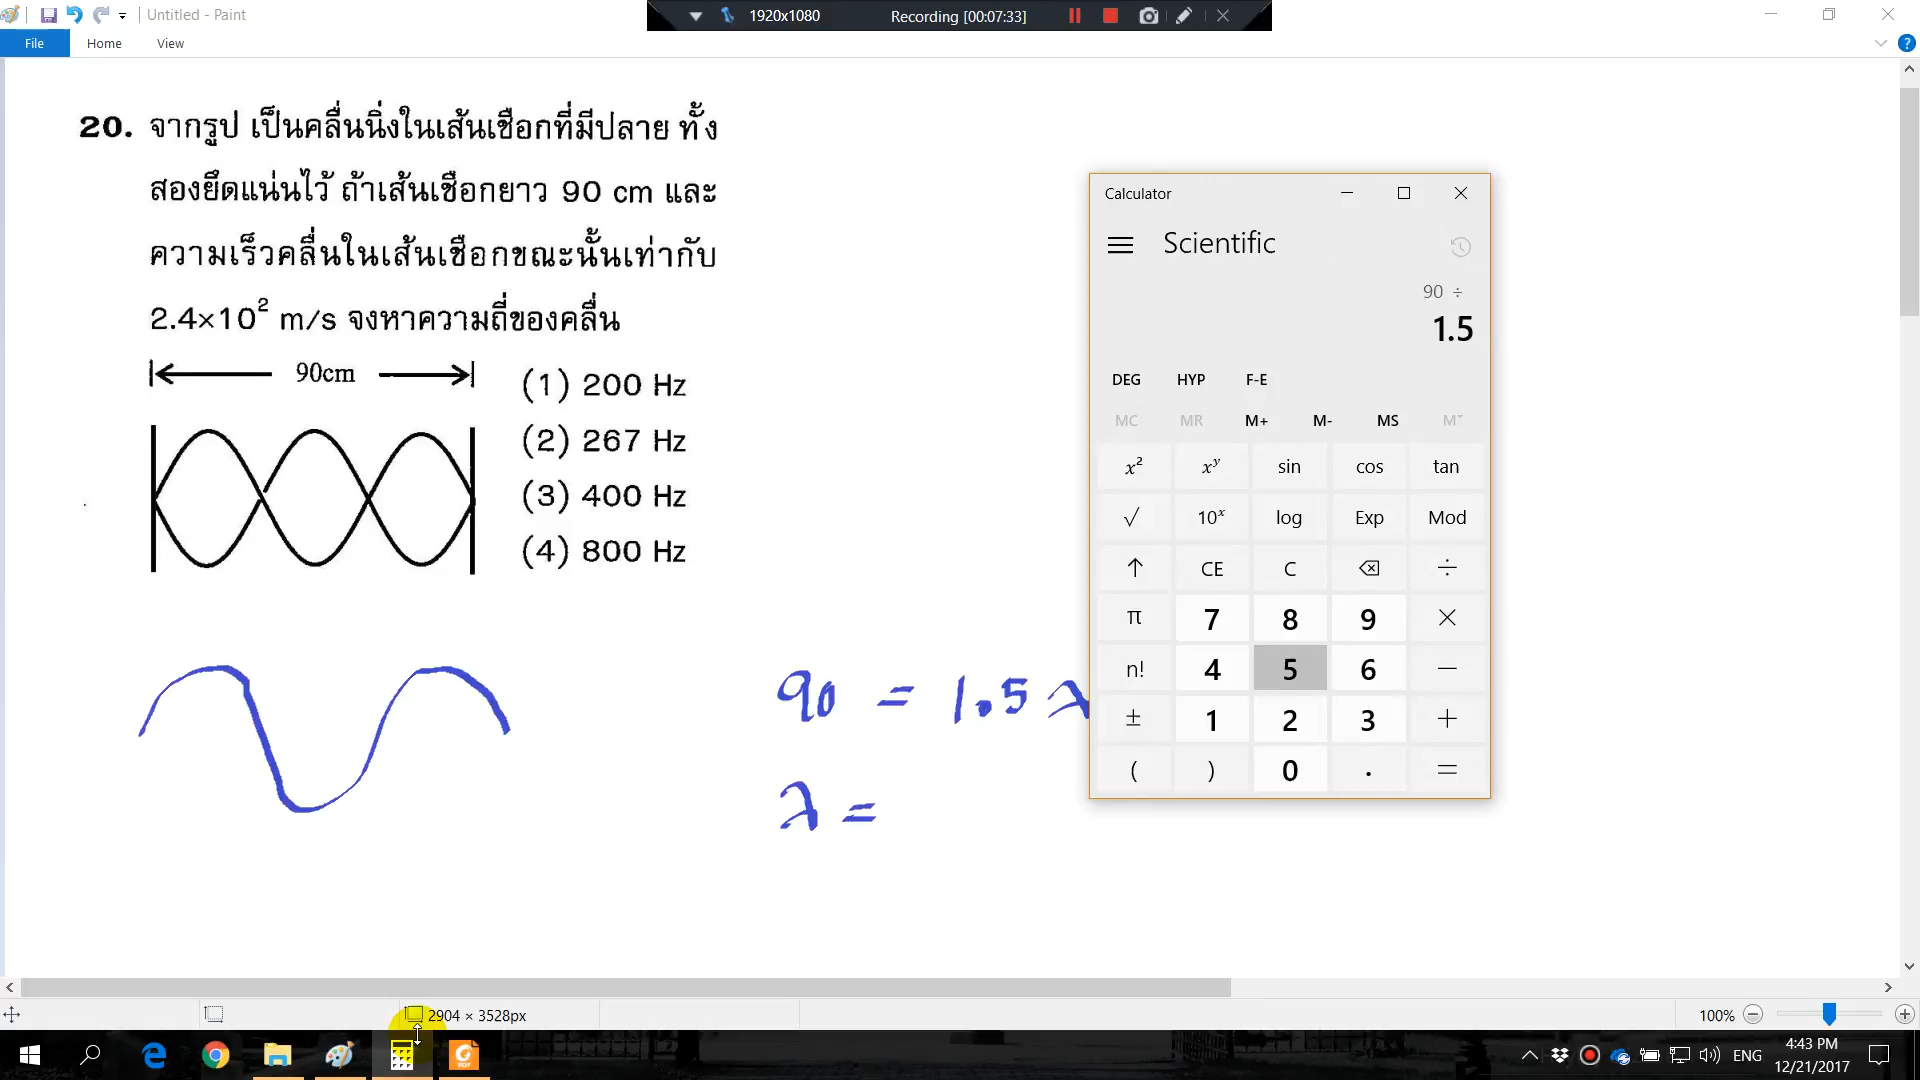 Untitled - Paint
1920x1080
Recording [00:07:33]
File
Home
View
20. จากรูป เป็นคลื่นนิ่งในเส้นเชือกที่มีปลาย ทั้ง
สองยึดแน่นไว้ ถ้าเส้นเชือกยาว 90 cm และ
ความเร็วคลื่นในเส้นเชือกขณะนั้นเท่ากับ
2.4×10² m/s จงหาความถี่ของคลื่น
90cm
(1) 200 Hz
(2) 267 Hz
(3) 400 Hz
(4) 800 Hz
90 = 1.5 λ
λ =
Calculator
Scientific
90 ÷
1.5
DEG HYP F-E
MC MR M+ M- MS M˅
x² xʸ sin cos tan
√ 10ˣ log Exp Mod
↑ CE C ⌫ ÷
π 7 8 9 ×
n! 4 5 6 −
± 1 2 3 +
( ) 0 . =
2904 × 3528px
100%
ENG
4:43 PM
12/21/2017